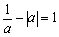 1/a − |a| = 1